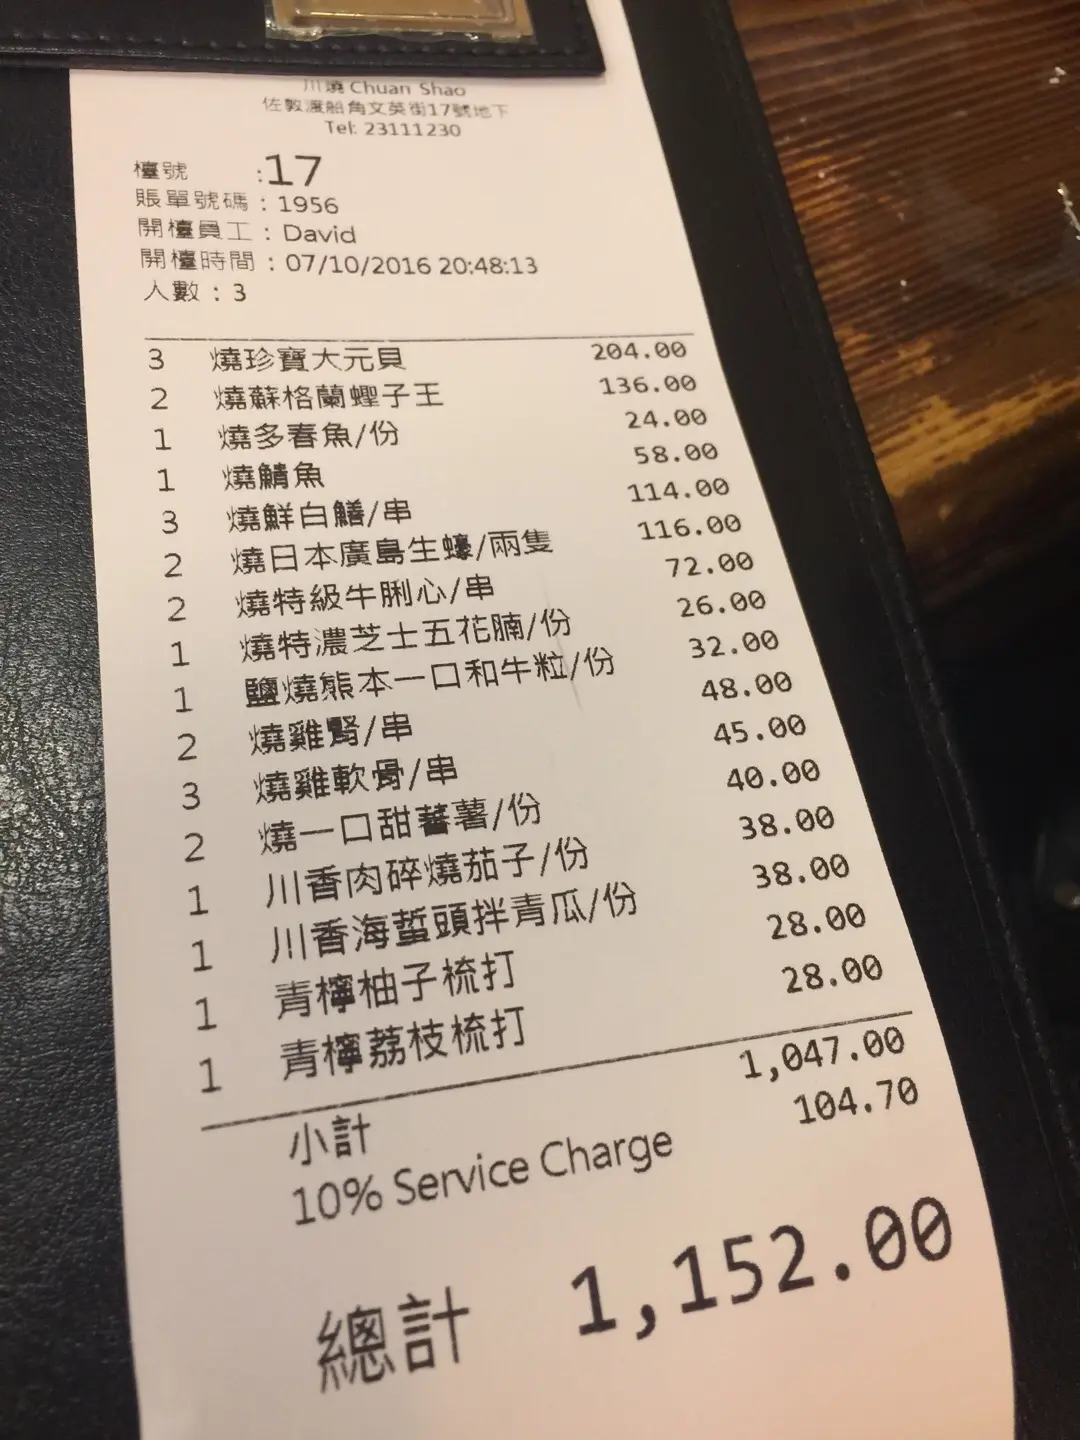 川燒 Chuan Shao
佐敦渡船角文英街17號地下
Tel: 23111230
檯號 :17
賬單號碼 : 1956
開檯員工 : David
開檯時間 : 07/10/2016 20:48:13
人數 : 3
3 燒珍寶大元貝 204.00
2 燒蘇格蘭蟶子王 136.00
1 燒多春魚/份 24.00
1 燒鯖魚 58.00
3 燒鮮白鱔/串 114.00
2 燒日本廣島生蠔/兩隻 116.00
2 燒特級牛脷心/串 72.00
1 燒特濃芝士五花腩/份 26.00
1 鹽燒熊本一口和牛粒/份 32.00
2 燒雞腎/串 48.00
3 燒雞軟骨/串 45.00
2 燒一口甜蕃薯/份 40.00
1 川香肉碎燒茄子/份 38.00
1 川香海蜇頭拌青瓜/份 38.00
1 青檸柚子梳打 28.00
1 青檸荔枝梳打 28.00
小計 1,047.00
10% Service Charge 104.70
總計 1,152.00